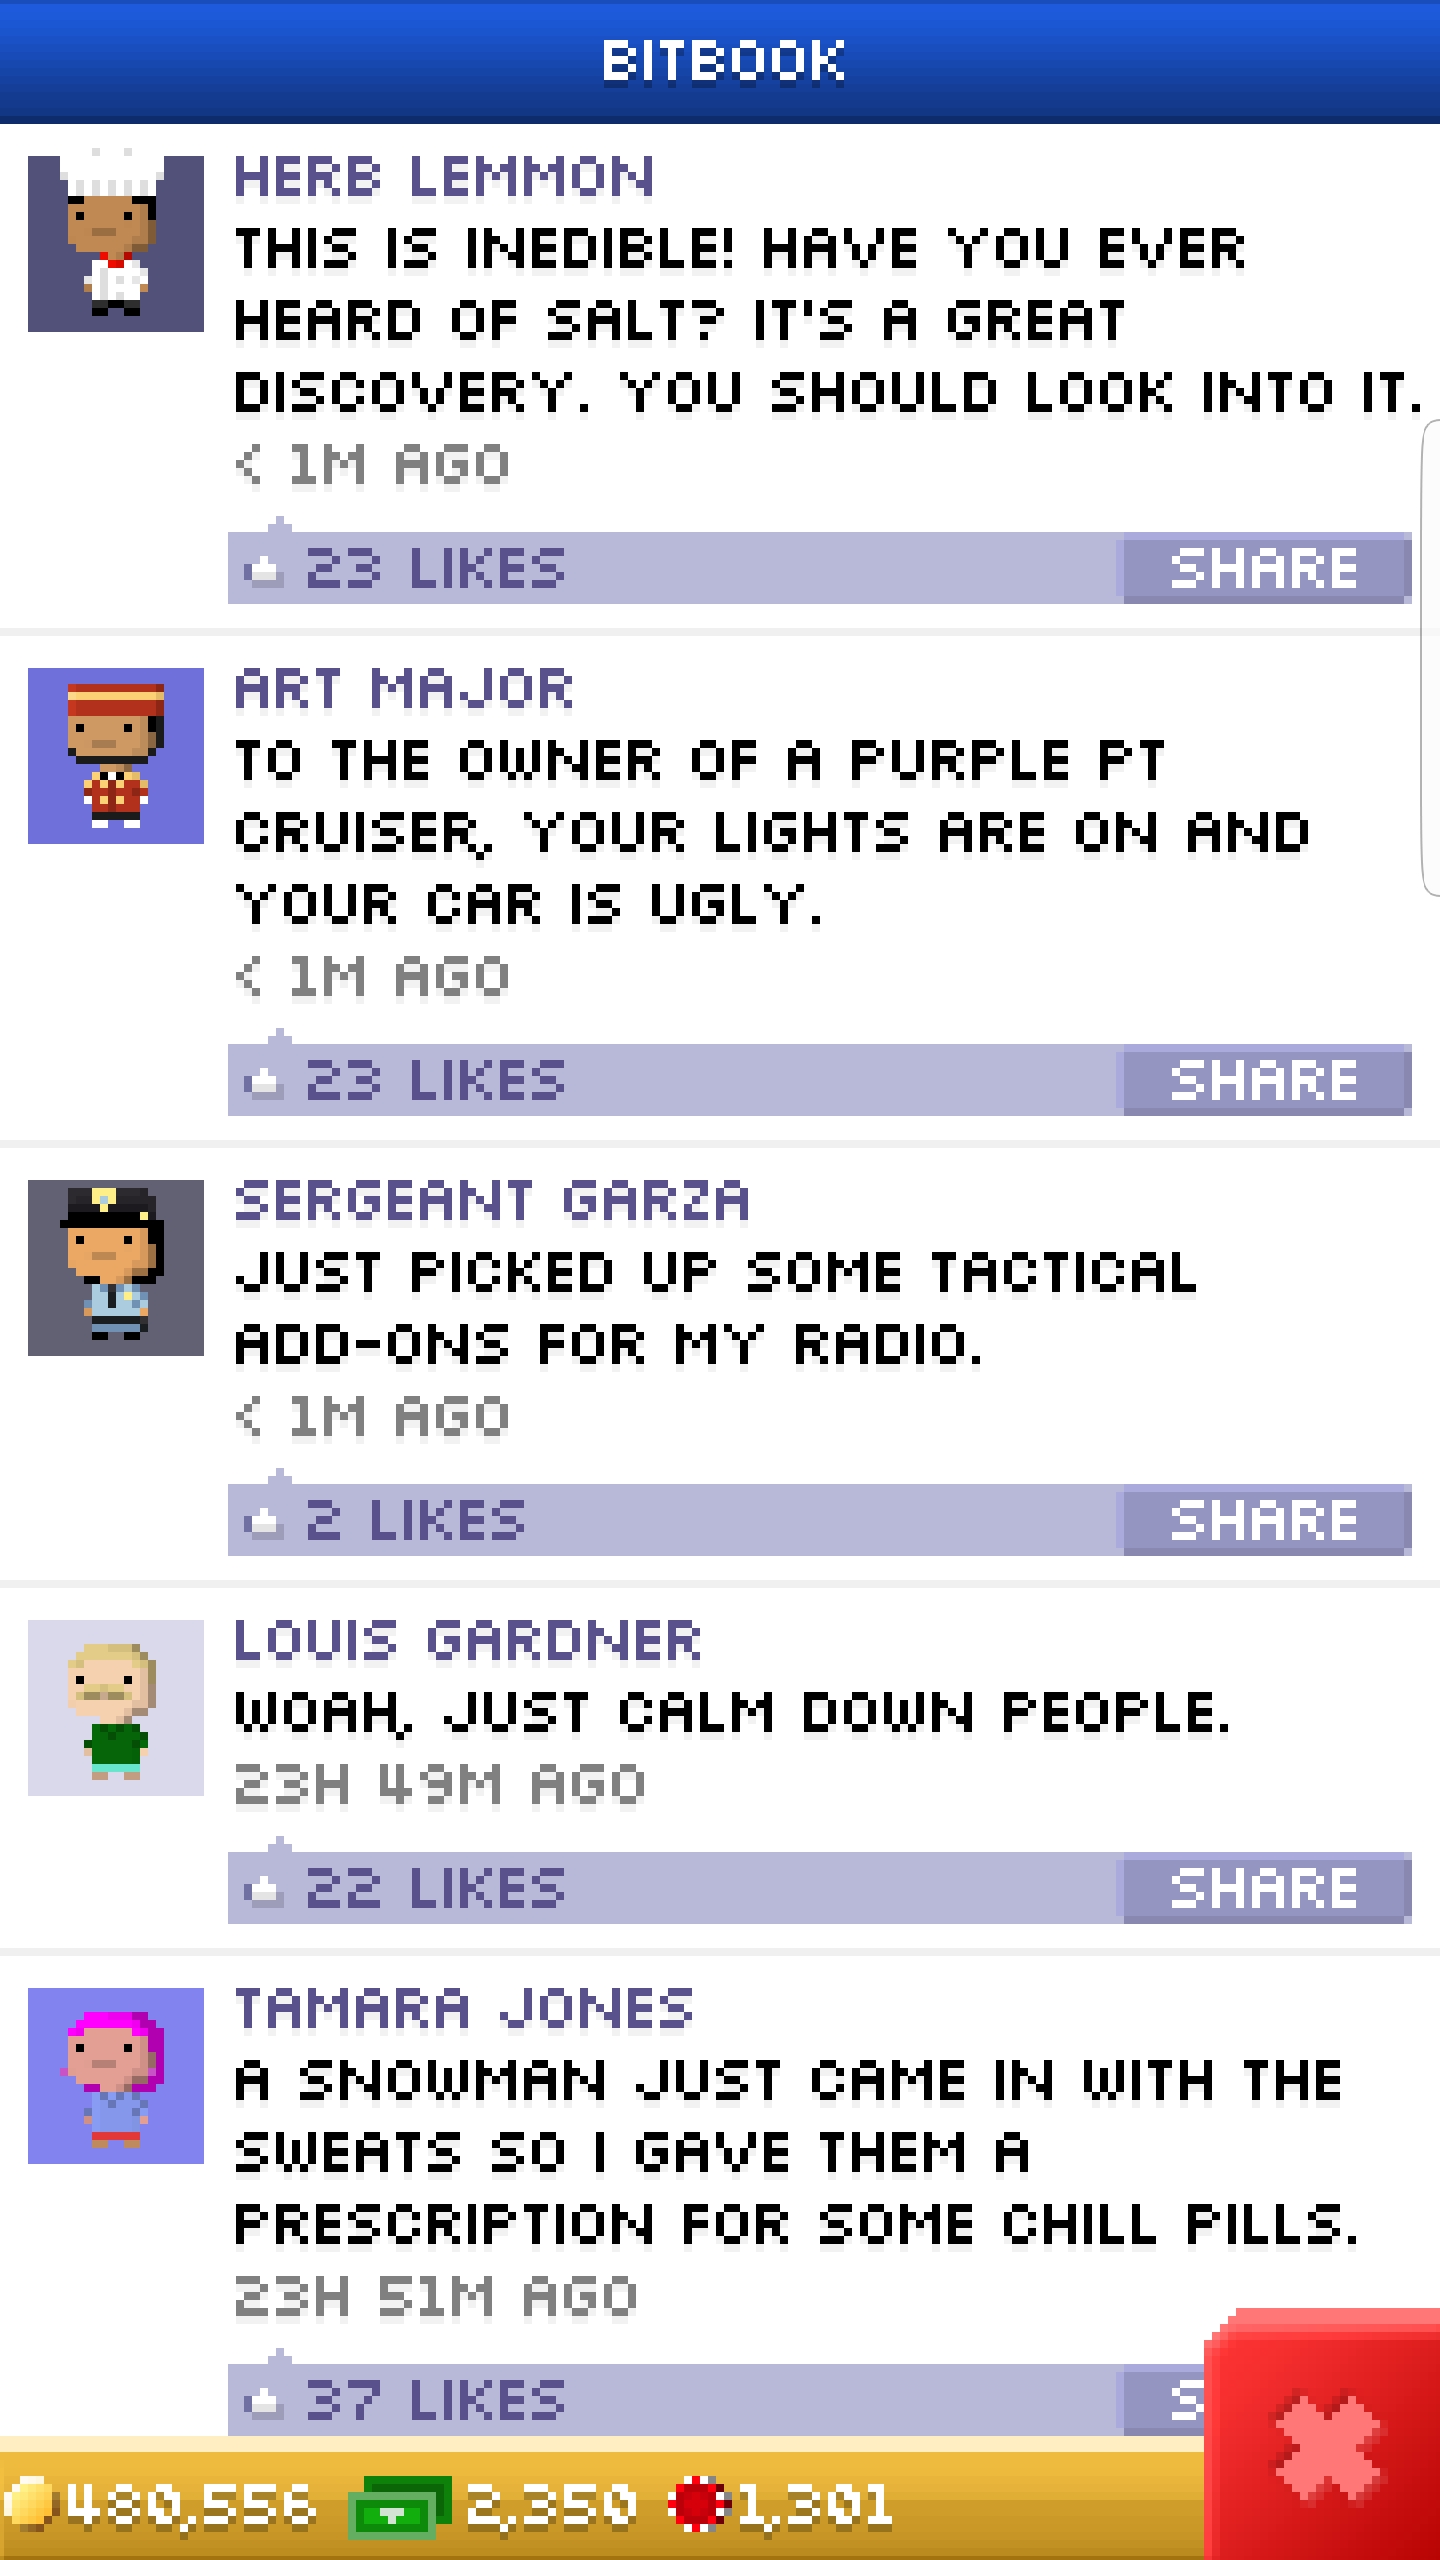 BITBOOK
HERB LEMMON
THIS IS INEDIBLE! HAVE YOU EVER
HEARD OF SALT? IT'S A GREAT
DISCOVERY. YOU SHOULD LOOK INTO IT.
< 1M AGO
23 LIKES SHARE
ART MAJOR
TO THE OWNER OF A PURPLE PT
CRUISER, YOUR LIGHTS ARE ON AND
YOUR CAR IS UGLY.
< 1M AGO
23 LIKES SHARE
SERGEANT GARZA
JUST PICKED UP SOME TACTICAL
ADD-ONS FOR MY RADIO.
< 1M AGO
2 LIKES SHARE
LOUIS GARDNER
WOAH, JUST CALM DOWN PEOPLE.
23H 49M AGO
22 LIKES SHARE
TAMARA JONES
A SNOWMAN JUST CAME IN WITH THE
SWEATS SO I GAVE THEM A
PRESCRIPTION FOR SOME CHILL PILLS.
23H 51M AGO
37 LIKES S
480,556 2,350 1,301